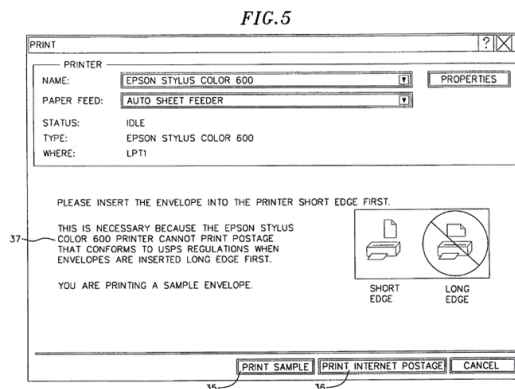 FIG.5
PRINT
?
PRINTER
NAME: EPSON STYLUS COLOR 600 PROPERTIES
PAPER FEED: AUTO SHEET FEEDER
STATUS: IDLE
TYPE: EPSON STYLUS COLOR 600
WHERE: LPT1
PLEASE INSERT THE ENVELOPE INTO THE PRINTER SHORT EDGE FIRST.
THIS IS NECESSARY BECAUSE THE EPSON STYLUS
37 COLOR 600 PRINTER CANNOT PRINT POSTAGE
THAT CONFORMS TO USPS REGULATIONS WHEN
ENVELOPES ARE INSERTED LONG EDGE FIRST.
YOU ARE PRINTING A SAMPLE ENVELOPE.
SHORT EDGE
LONG EDGE
PRINT SAMPLE PRINT INTERNET POSTAGE CANCEL
35 36